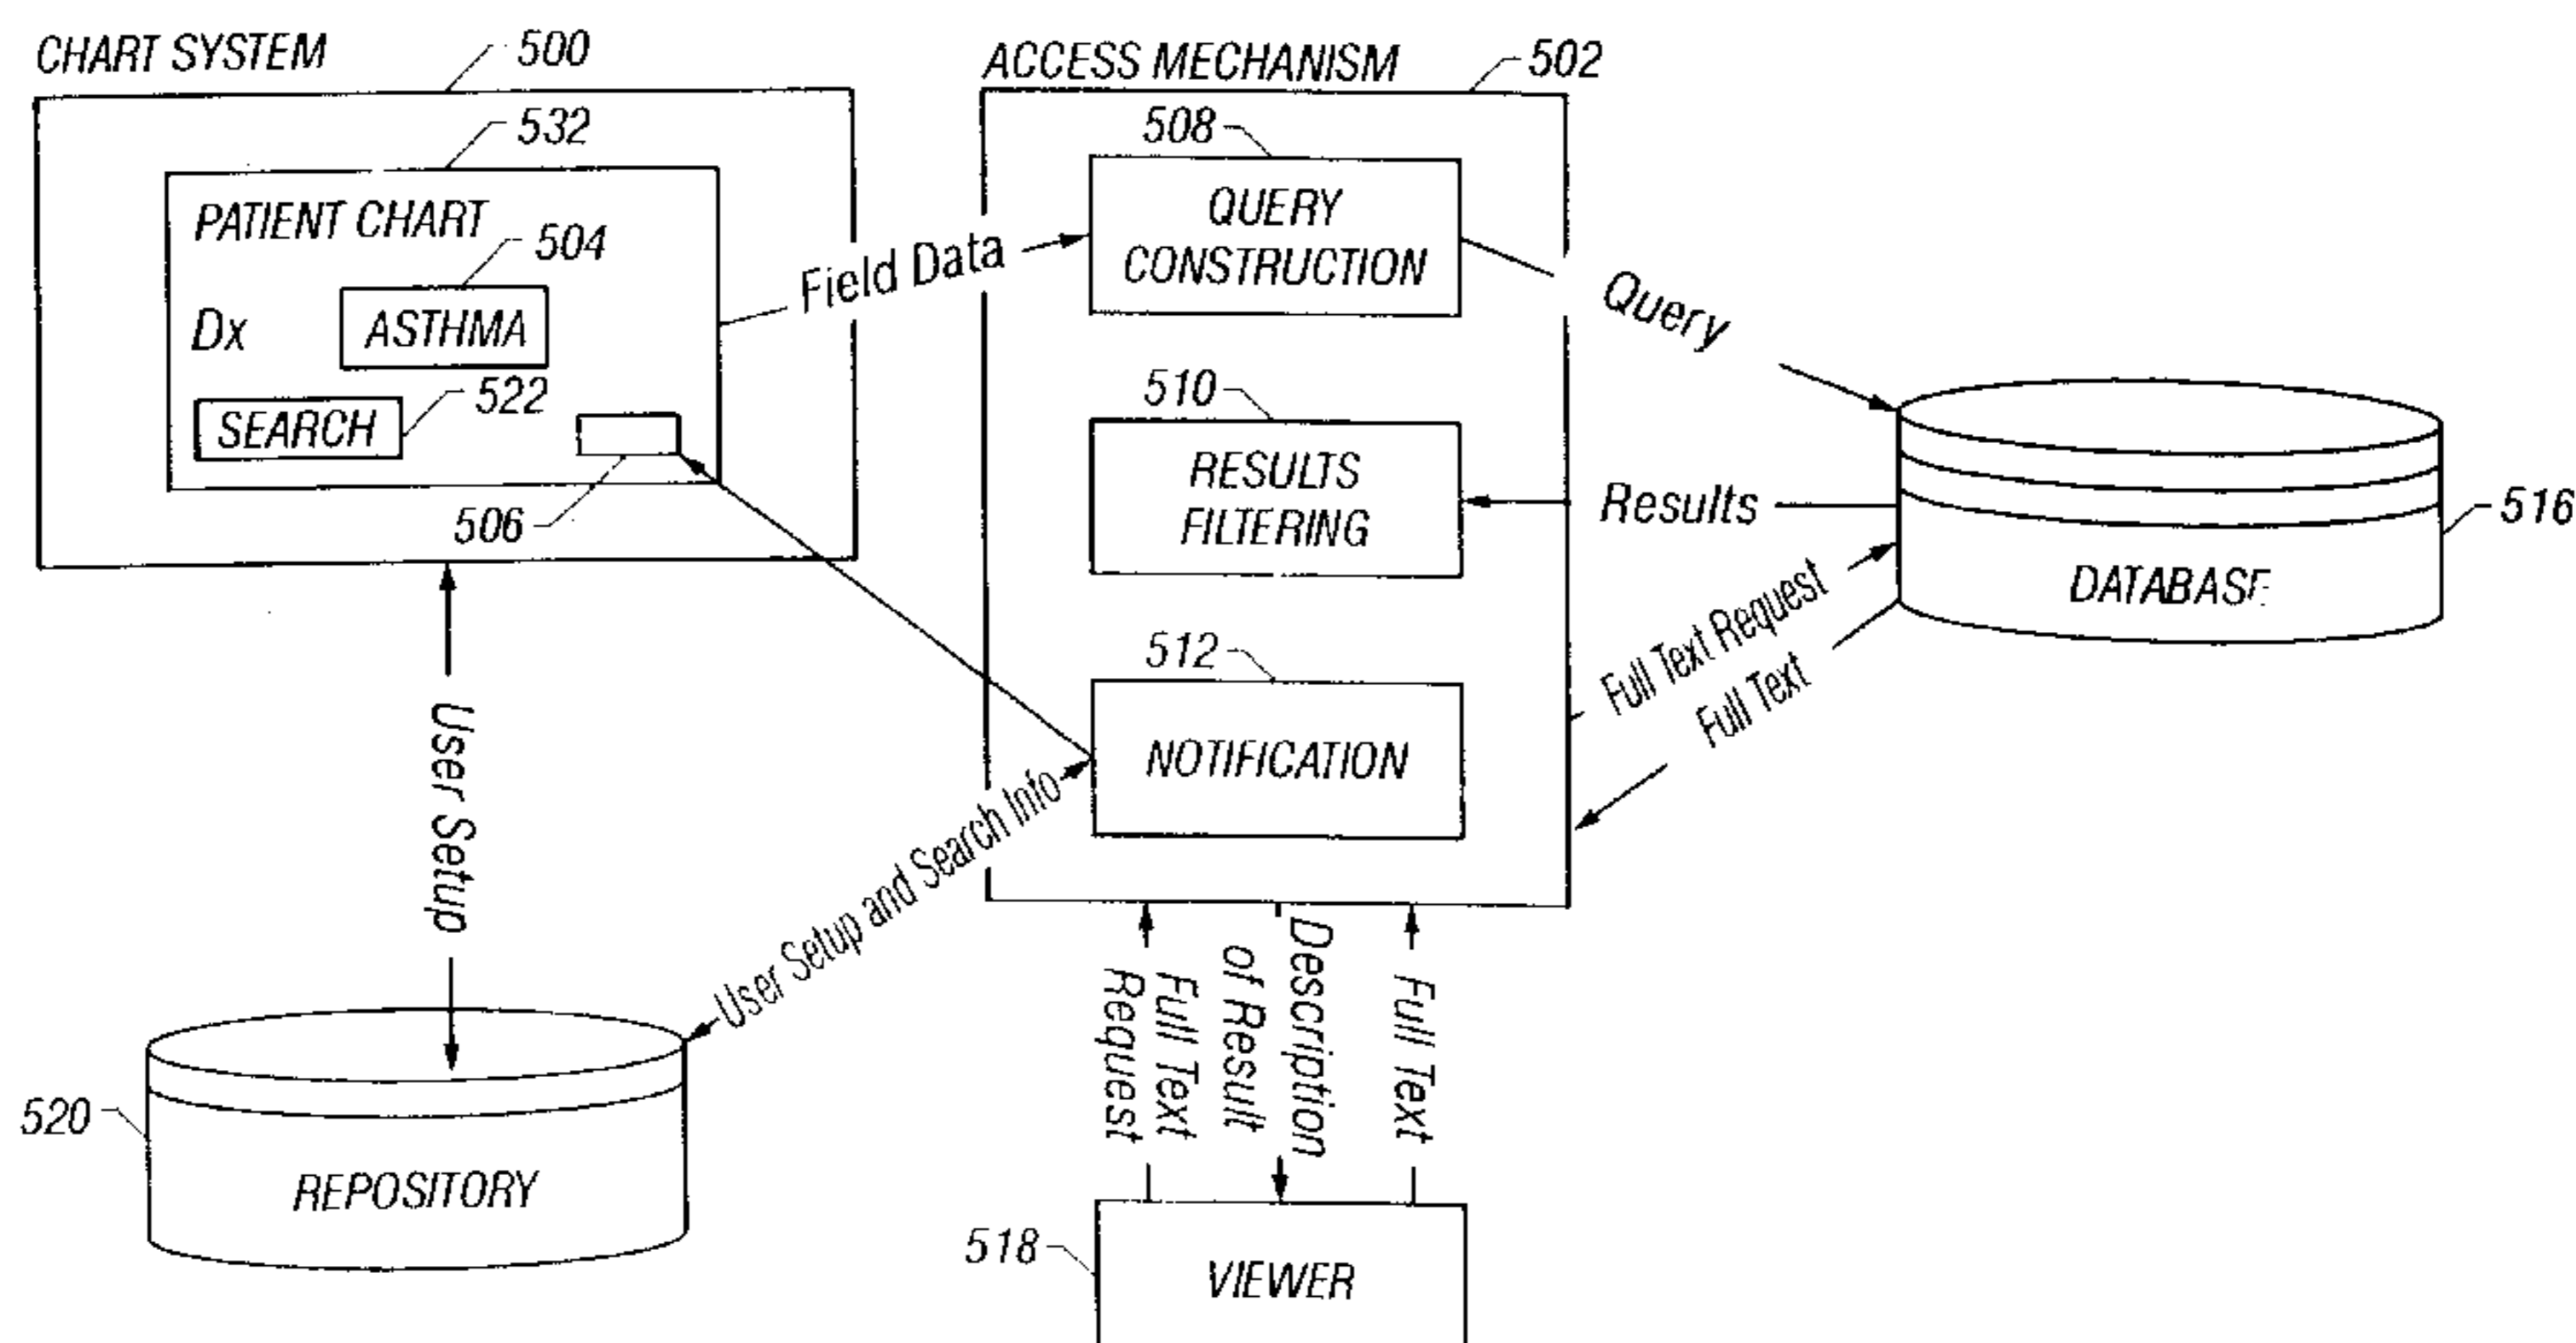 CHART SYSTEM
500
532
PATIENT CHART
504
Dx
ASTHMA
SEARCH
522
506
Field Data
ACCESS MECHANISM
502
508
QUERY
CONSTRUCTION
510
RESULTS
FILTERING
512
NOTIFICATION
Query
Results
Full Text Request
Full Text
DATABASE
516
User Setup
User Setup and Search Info
520
REPOSITORY
Full Text
Request
Description
of Result
Full Text
518
VIEWER